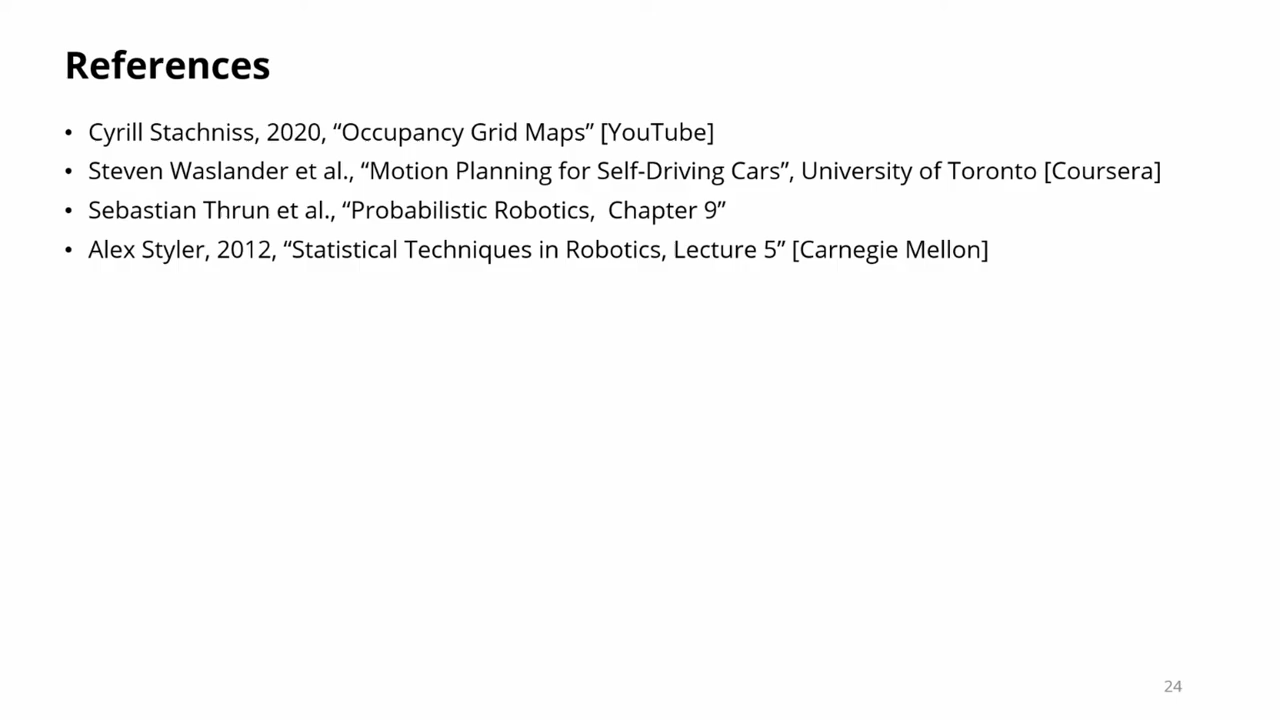 References
• Cyrill Stachniss, 2020, “Occupancy Grid Maps” [YouTube]
• Steven Waslander et al., “Motion Planning for Self-Driving Cars”, University of Toronto [Coursera]
• Sebastian Thrun et al., “Probabilistic Robotics,  Chapter 9”
• Alex Styler, 2012, “Statistical Techniques in Robotics, Lecture 5” [Carnegie Mellon]
24